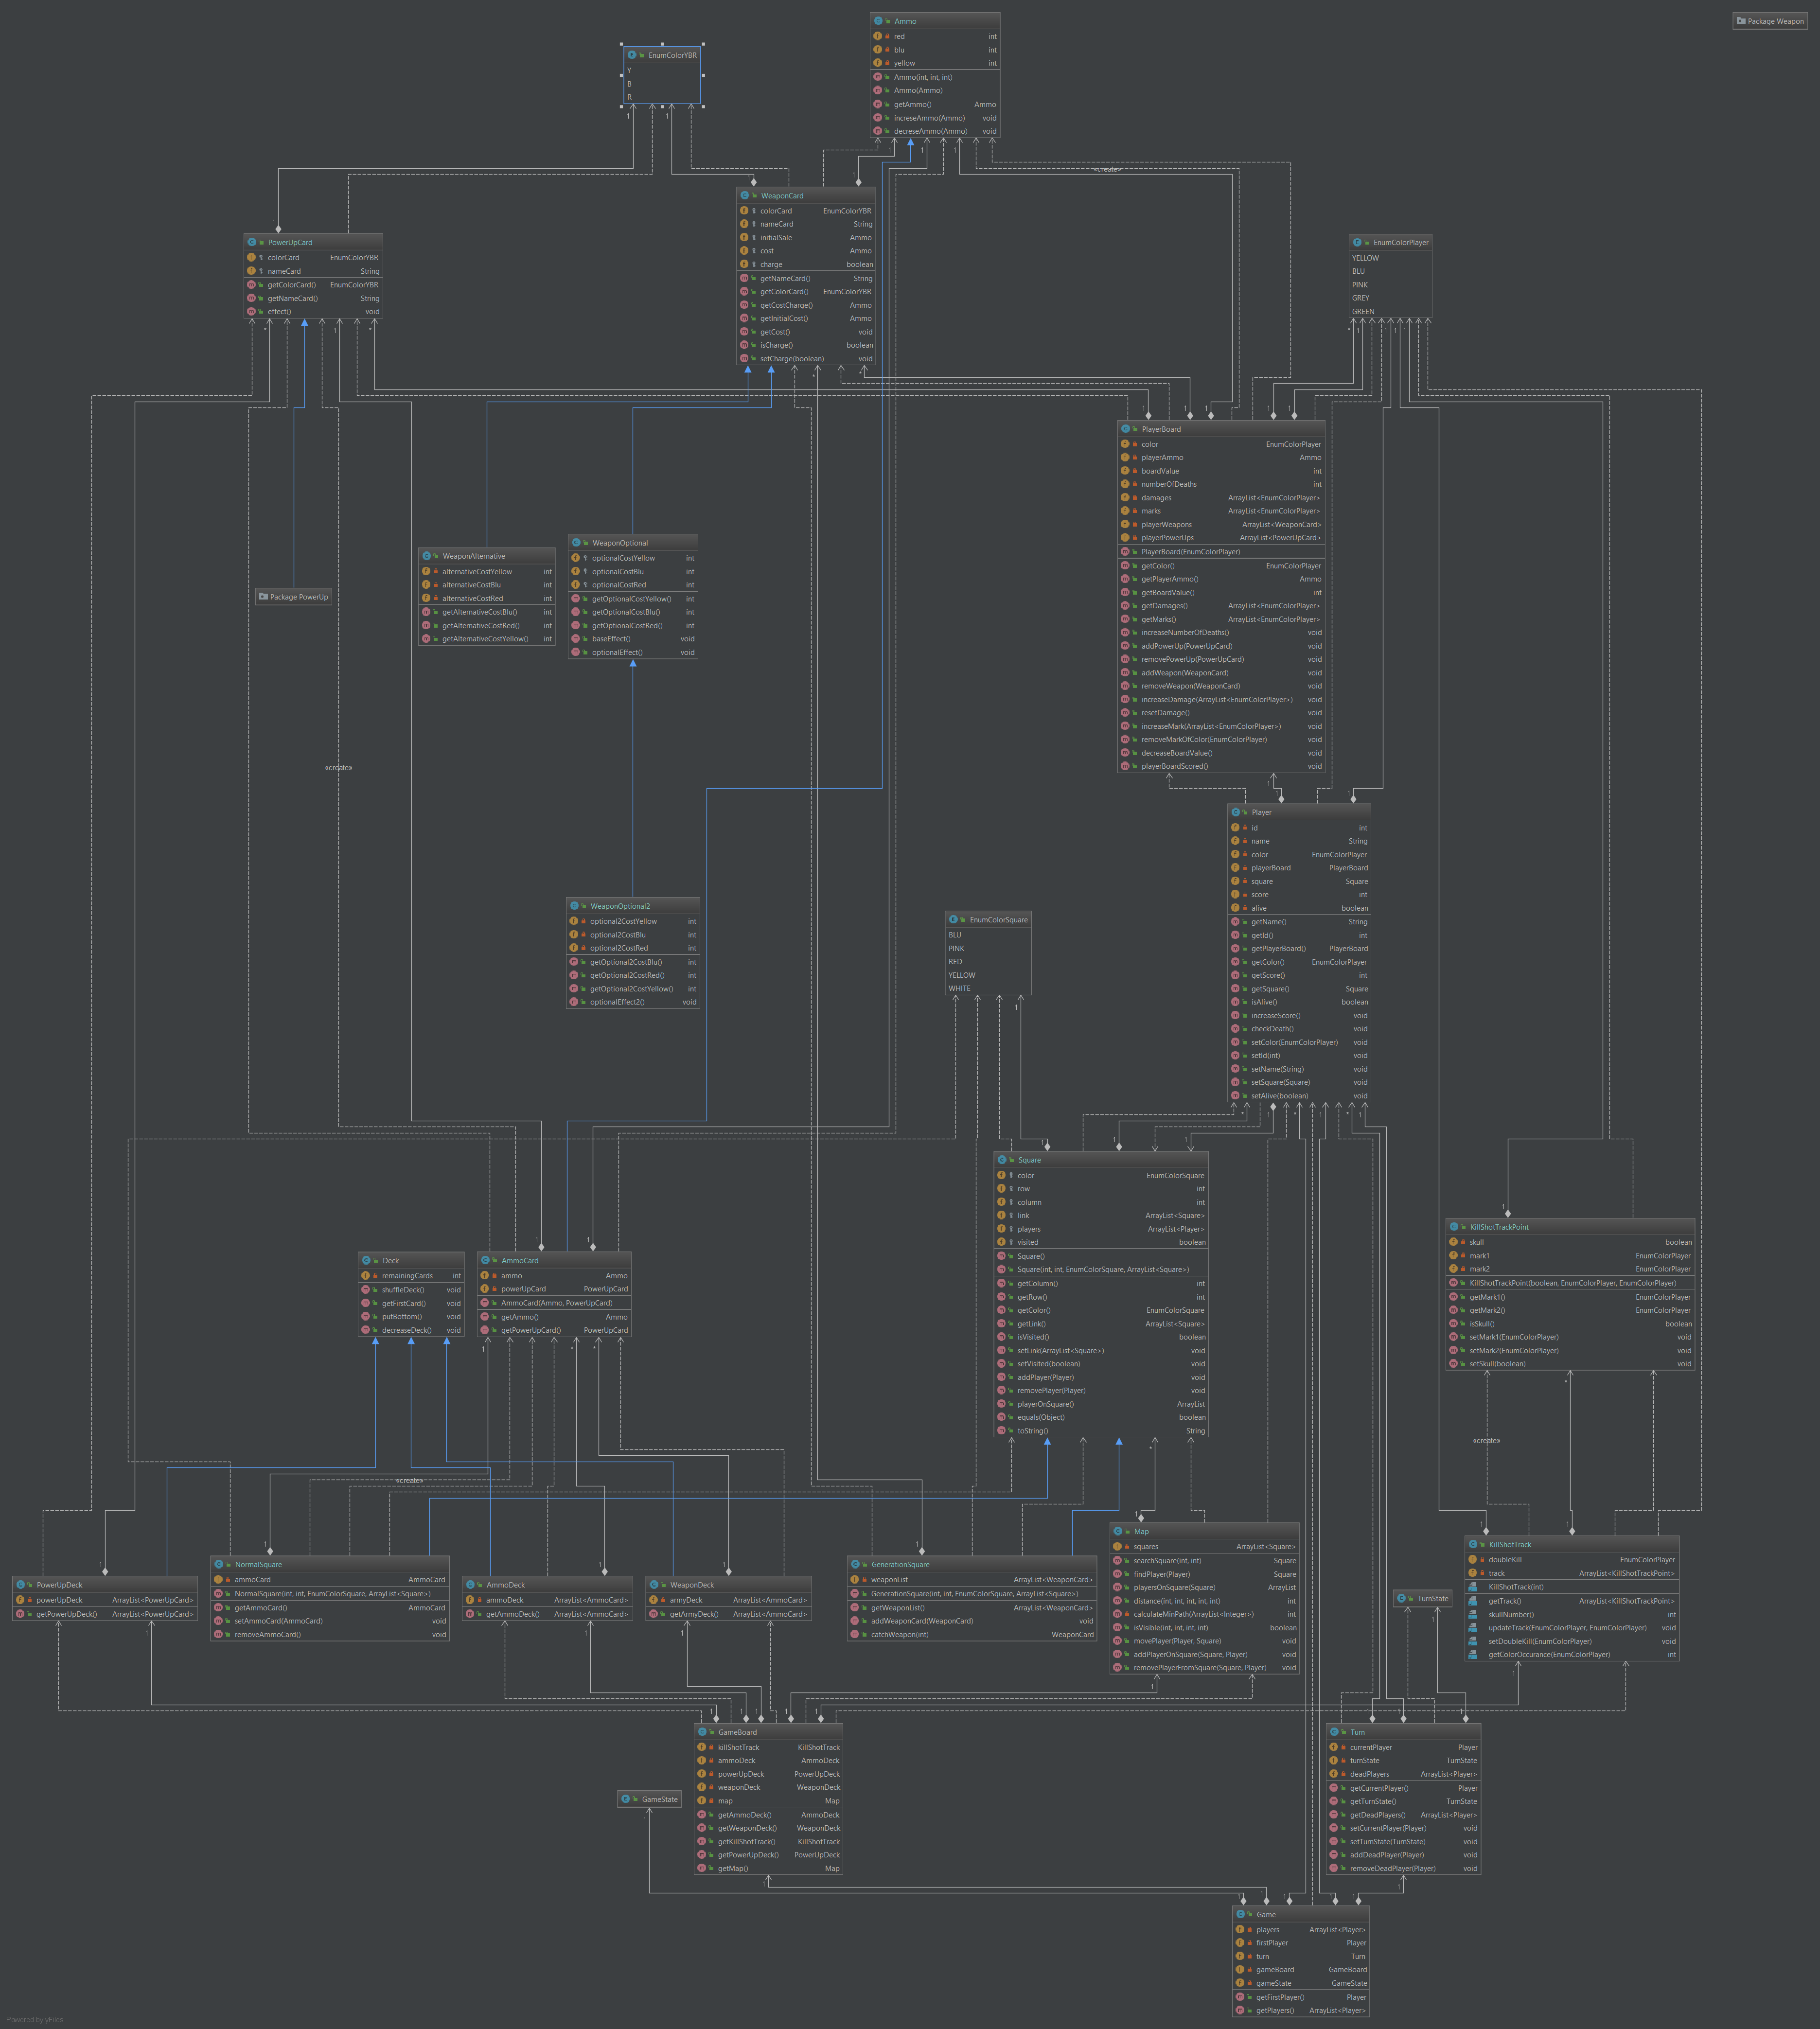 Ammo
red int
blu int
yellow int
Ammo(int, int, int)
Ammo(Ammo)
getAmmo() Ammo
increseAmmo(Ammo) void
decreseAmmo(Ammo) void
Package Weapon
EnumColorYBR
Y
B
R
«create»
WeaponCard
colorCard EnumColorYBR
nameCard String
initialSale Ammo
cost Ammo
charge boolean
getNameCard() String
getColorCard() EnumColorYBR
getCostCharge() Ammo
getInitialCost() Ammo
getCost() void
isCharge() boolean
setCharge(boolean) void
PowerUpCard
colorCard EnumColorYBR
nameCard String
getColorCard() EnumColorYBR
getNameCard() String
effect() void
EnumColorPlayer
YELLOW
BLU
PINK
GREY
GREEN
PlayerBoard
color EnumColorPlayer
playerAmmo Ammo
boardValue int
numberOfDeaths int
damages ArrayList<EnumColorPlayer>
marks ArrayList<EnumColorPlayer>
playerWeapons ArrayList<WeaponCard>
playerPowerUps ArrayList<PowerUpCard>
PlayerBoard(EnumColorPlayer)
getColor() EnumColorPlayer
getPlayerAmmo() Ammo
getBoardValue() int
getDamages() ArrayList<EnumColorPlayer>
getMarks() ArrayList<EnumColorPlayer>
increaseNumberOfDeaths() void
addPowerUp(PowerUpCard) void
removePowerUp(PowerUpCard) void
addWeapon(WeaponCard) void
removeWeapon(WeaponCard) void
increaseDamage(ArrayList<EnumColorPlayer>) void
resetDamage() void
increaseMark(ArrayList<EnumColorPlayer>) void
removeMarkOfColor(EnumColorPlayer) void
decreaseBoardValue() void
playerBoardScored() void
WeaponAlternative
alternativeCostYellow int
alternativeCostBlu int
alternativeCostRed int
getAlternativeCostBlu() int
getAlternativeCostRed() int
getAlternativeCostYellow() int
WeaponOptional
optionalCostYellow int
optionalCostBlu int
optionalCostRed int
getOptionalCostYellow() int
getOptionalCostBlu() int
getOptionalCostRed() int
baseEffect() void
optionalEffect() void
Package PowerUp
«create»
Player
id int
name String
color EnumColorPlayer
playerBoard PlayerBoard
square Square
score int
alive boolean
getName() String
getId() int
getPlayerBoard() PlayerBoard
getColor() EnumColorPlayer
getScore() int
getSquare() Square
isAlive() boolean
increaseScore() void
checkDeath() void
setColor(EnumColorPlayer) void
setId(int) void
setName(String) void
setSquare(Square) void
setAlive(boolean) void
WeaponOptional2
optional2CostYellow int
optional2CostBlu int
optional2CostRed int
getOptional2CostBlu() int
getOptional2CostRed() int
getOptional2CostYellow() int
optionalEffect2() void
EnumColorSquare
BLU
PINK
RED
YELLOW
WHITE
Square
color EnumColorSquare
row int
column int
link ArrayList<Square>
players ArrayList<Player>
visited boolean
Square()
Square(int, int, EnumColorSquare, ArrayList<Square>)
getColumn() int
getRow() int
getColor() EnumColorSquare
getLink() ArrayList<Square>
isVisited() boolean
setLink(ArrayList<Square>) void
setVisited(boolean) void
addPlayer(Player) void
removePlayer(Player) void
playerOnSquare() ArrayList
equals(Object) boolean
toString() String
KillShotTrackPoint
skull boolean
mark1 EnumColorPlayer
mark2 EnumColorPlayer
KillShotTrackPoint(boolean, EnumColorPlayer, EnumColorPlayer)
getMark1() EnumColorPlayer
getMark2() EnumColorPlayer
isSkull() boolean
setMark1(EnumColorPlayer) void
setMark2(EnumColorPlayer) void
setSkull(boolean) void
Deck
remainingCards int
shuffleDeck() void
getFirstCard() void
putBottom() void
decreaseDeck() void
AmmoCard
ammo Ammo
powerUpCard PowerUpCard
AmmoCard(Ammo, PowerUpCard)
getAmmo() Ammo
getPowerUpCard() PowerUpCard
«create»
«create»
PowerUpDeck
powerUpDeck ArrayList<PowerUpCard>
getPowerUpDeck() ArrayList<PowerUpCard>
NormalSquare
ammoCard AmmoCard
NormalSquare(int, int, EnumColorSquare, ArrayList<Square>)
getAmmoCard() AmmoCard
setAmmoCard(AmmoCard) void
removeAmmoCard() void
AmmoDeck
ammoDeck ArrayList<AmmoCard>
getAmmoDeck() ArrayList<AmmoCard>
WeaponDeck
armyDeck ArrayList<AmmoCard>
getArmyDeck() ArrayList<AmmoCard>
GenerationSquare
weaponList ArrayList<WeaponCard>
GenerationSquare(int, int, EnumColorSquare, ArrayList<Square>)
getWeaponList() ArrayList<WeaponCard>
addWeaponCard(WeaponCard) void
catchWeapon(int) WeaponCard
Map
squares ArrayList<Square>
searchSquare(int, int) Square
findPlayer(Player) Square
playersOnSquare(Square) ArrayList
distance(int, int, int, int, int) int
calculateMinPath(ArrayList<Integer>) int
isVisible(int, int, int, int) boolean
movePlayer(Player, Square) void
addPlayerOnSquare(Square, Player) void
removePlayerFromSquare(Square, Player) void
TurnState
KillShotTrack
doubleKill EnumColorPlayer
track ArrayList<KillShotTrackPoint>
KillShotTrack(int)
getTrack() ArrayList<KillShotTrackPoint>
skullNumber() int
updateTrack(EnumColorPlayer, EnumColorPlayer) void
setDoubleKill(EnumColorPlayer) void
getColorOccurance(EnumColorPlayer) int
GameState
GameBoard
killShotTrack KillShotTrack
ammoDeck AmmoDeck
powerUpDeck PowerUpDeck
weaponDeck WeaponDeck
map Map
getAmmoDeck() AmmoDeck
getWeaponDeck() WeaponDeck
getKillShotTrack() KillShotTrack
getPowerUpDeck() PowerUpDeck
getMap() Map
Turn
currentPlayer Player
turnState TurnState
deadPlayers ArrayList<Player>
getCurrentPlayer() Player
getTurnState() TurnState
getDeadPlayers() ArrayList<Player>
setCurrentPlayer(Player) void
setTurnState(TurnState) void
addDeadPlayer(Player) void
removeDeadPlayer(Player) void
Game
players ArrayList<Player>
firstPlayer Player
turn Turn
gameBoard GameBoard
gameState GameState
getFirstPlayer() Player
getPlayers() ArrayList<Player>
Powered by yFiles